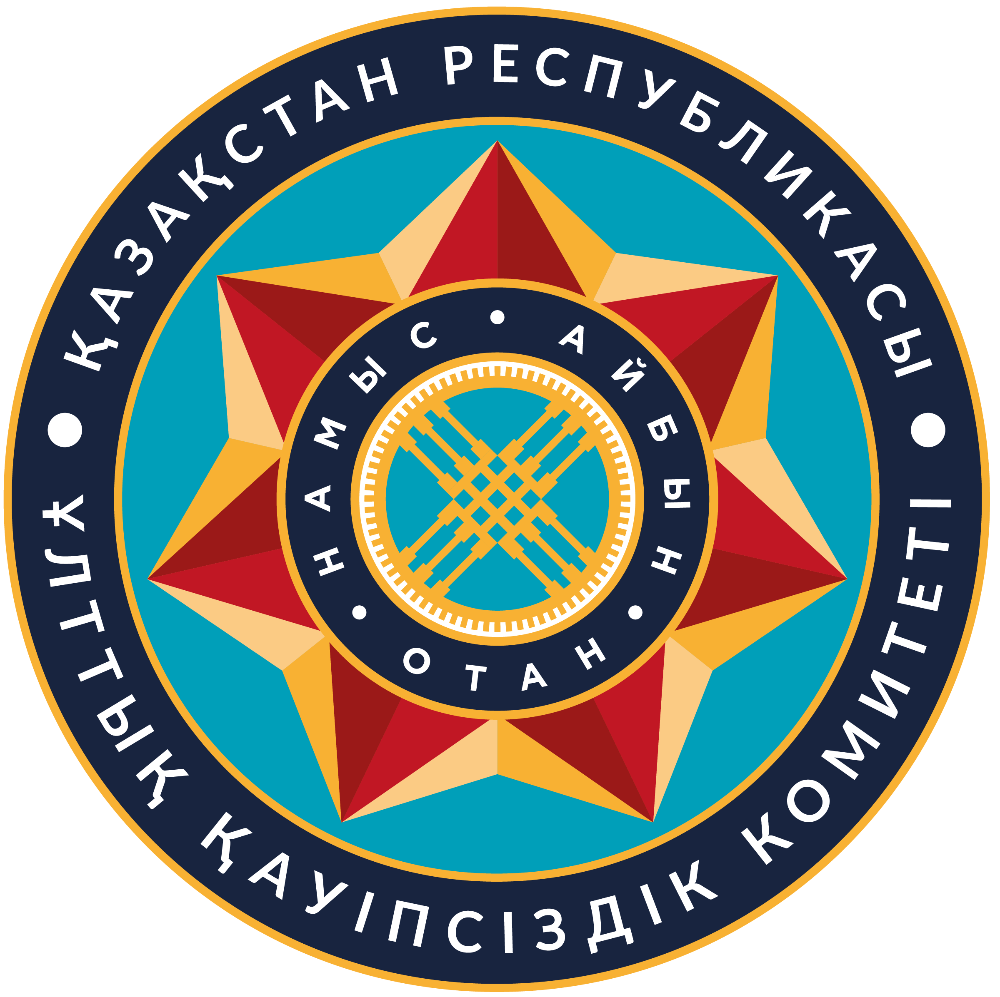 ҚАЗАҚСТАН РЕСПУБЛИКАСЫ
ҰЛТТЫҚ ҚАУІПСІЗДІК КОМИТЕТІ
НАМЫС • АЙБЫН • ОТАН •